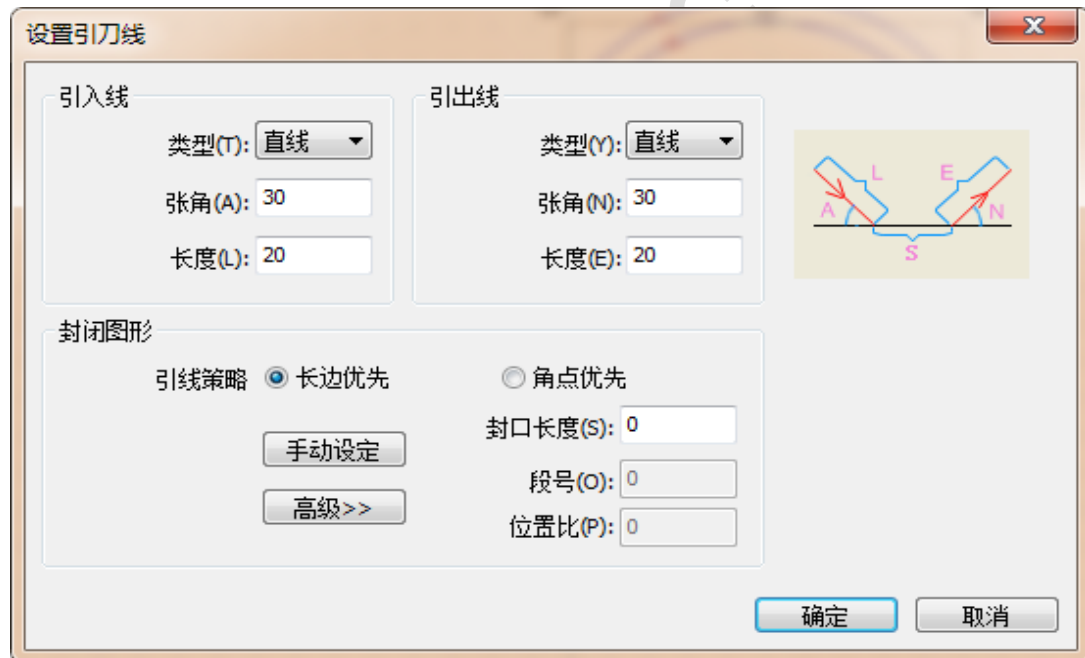 设置引刀线
引入线
类型(T): 直线
张角(A): 30
长度(L): 20
引出线
类型(Y): 直线
张角(N): 30
长度(E): 20
L E
A N
S
封闭图形
引线策略 长边优先 角点优先
封口长度(S): 0
手动设定
段号(O): 0
高级>>
位置比(P): 0
确定 取消